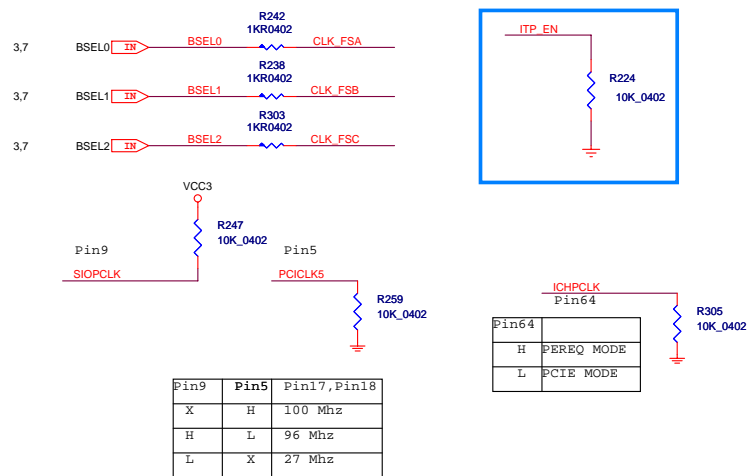 R242
1KR0402
3,7 BSEL0 IN BSEL0 CLK_FSA
R238
1KR0402
3,7 BSEL1 IN BSEL1 CLK_FSB
R303
1KR0402
3,7 BSEL2 IN BSEL2 CLK_FSC
ITP_EN
R224
10K_0402
VCC3
R247
10K_0402
Pin9
SIOPCLK
Pin5
PCICLK5
R259
10K_0402
ICHPCLK
Pin64
R305
10K_0402
Pin64
H PEREQ MODE
L PCIE MODE
Pin9 Pin5 Pin17,Pin18
X H 100 Mhz
H L 96 Mhz
L X 27 Mhz